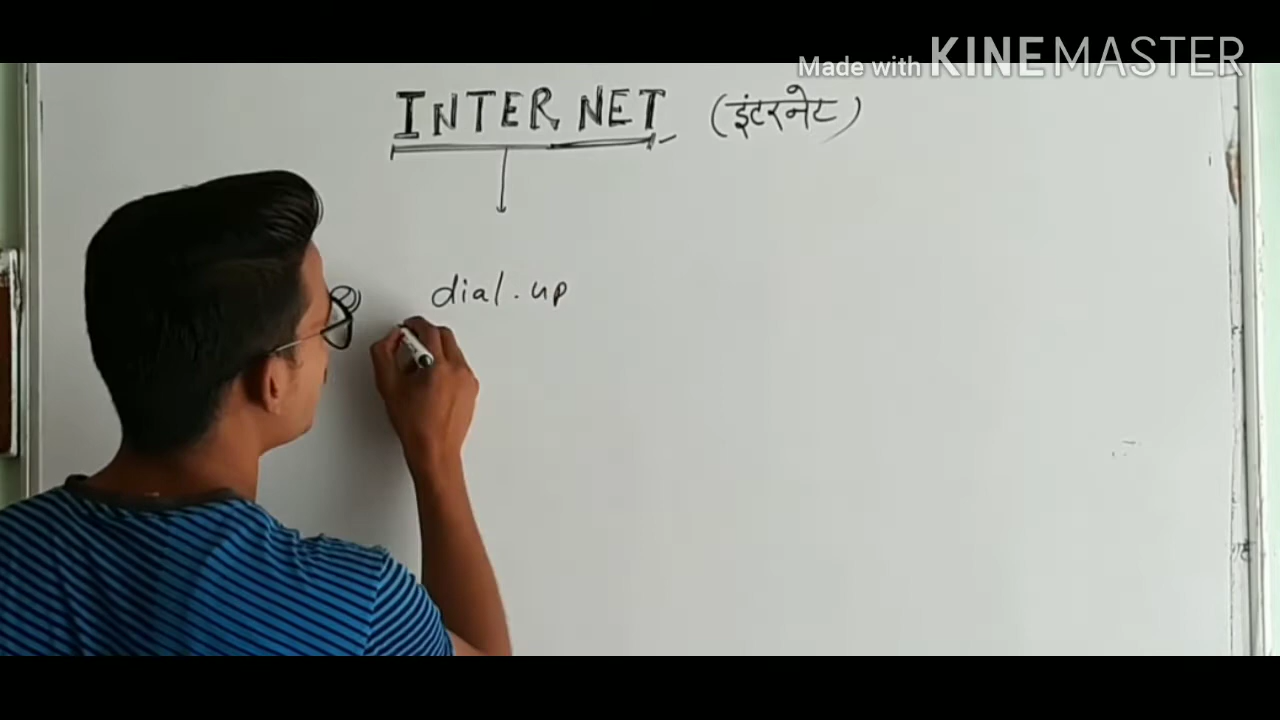 Made with KINEMASTER
INTERNET (इंटरनेट)
dial.up